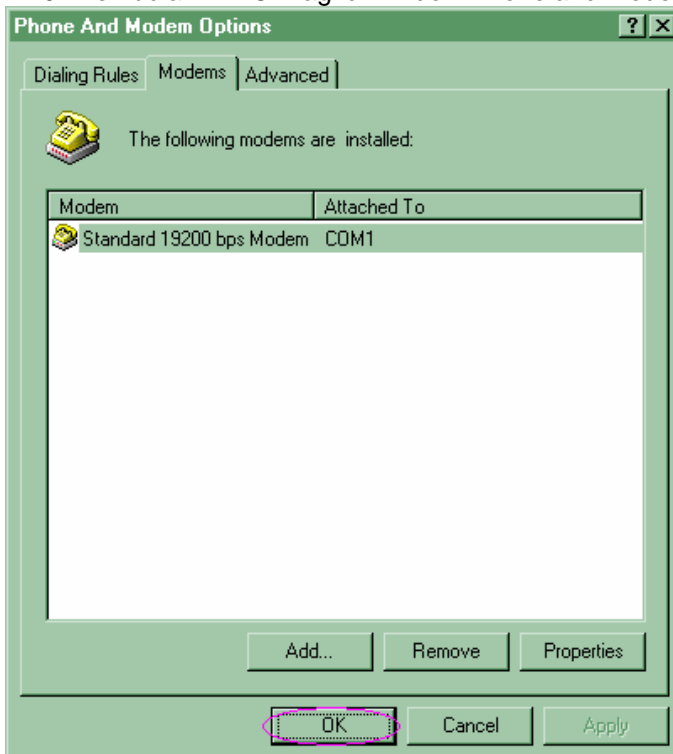 Phone And Modem Options
Dialing Rules Modems Advanced
The following modems are installed:
Modem Attached To
Standard 19200 bps Modem COM1
Add... Remove Properties
OK Cancel Apply